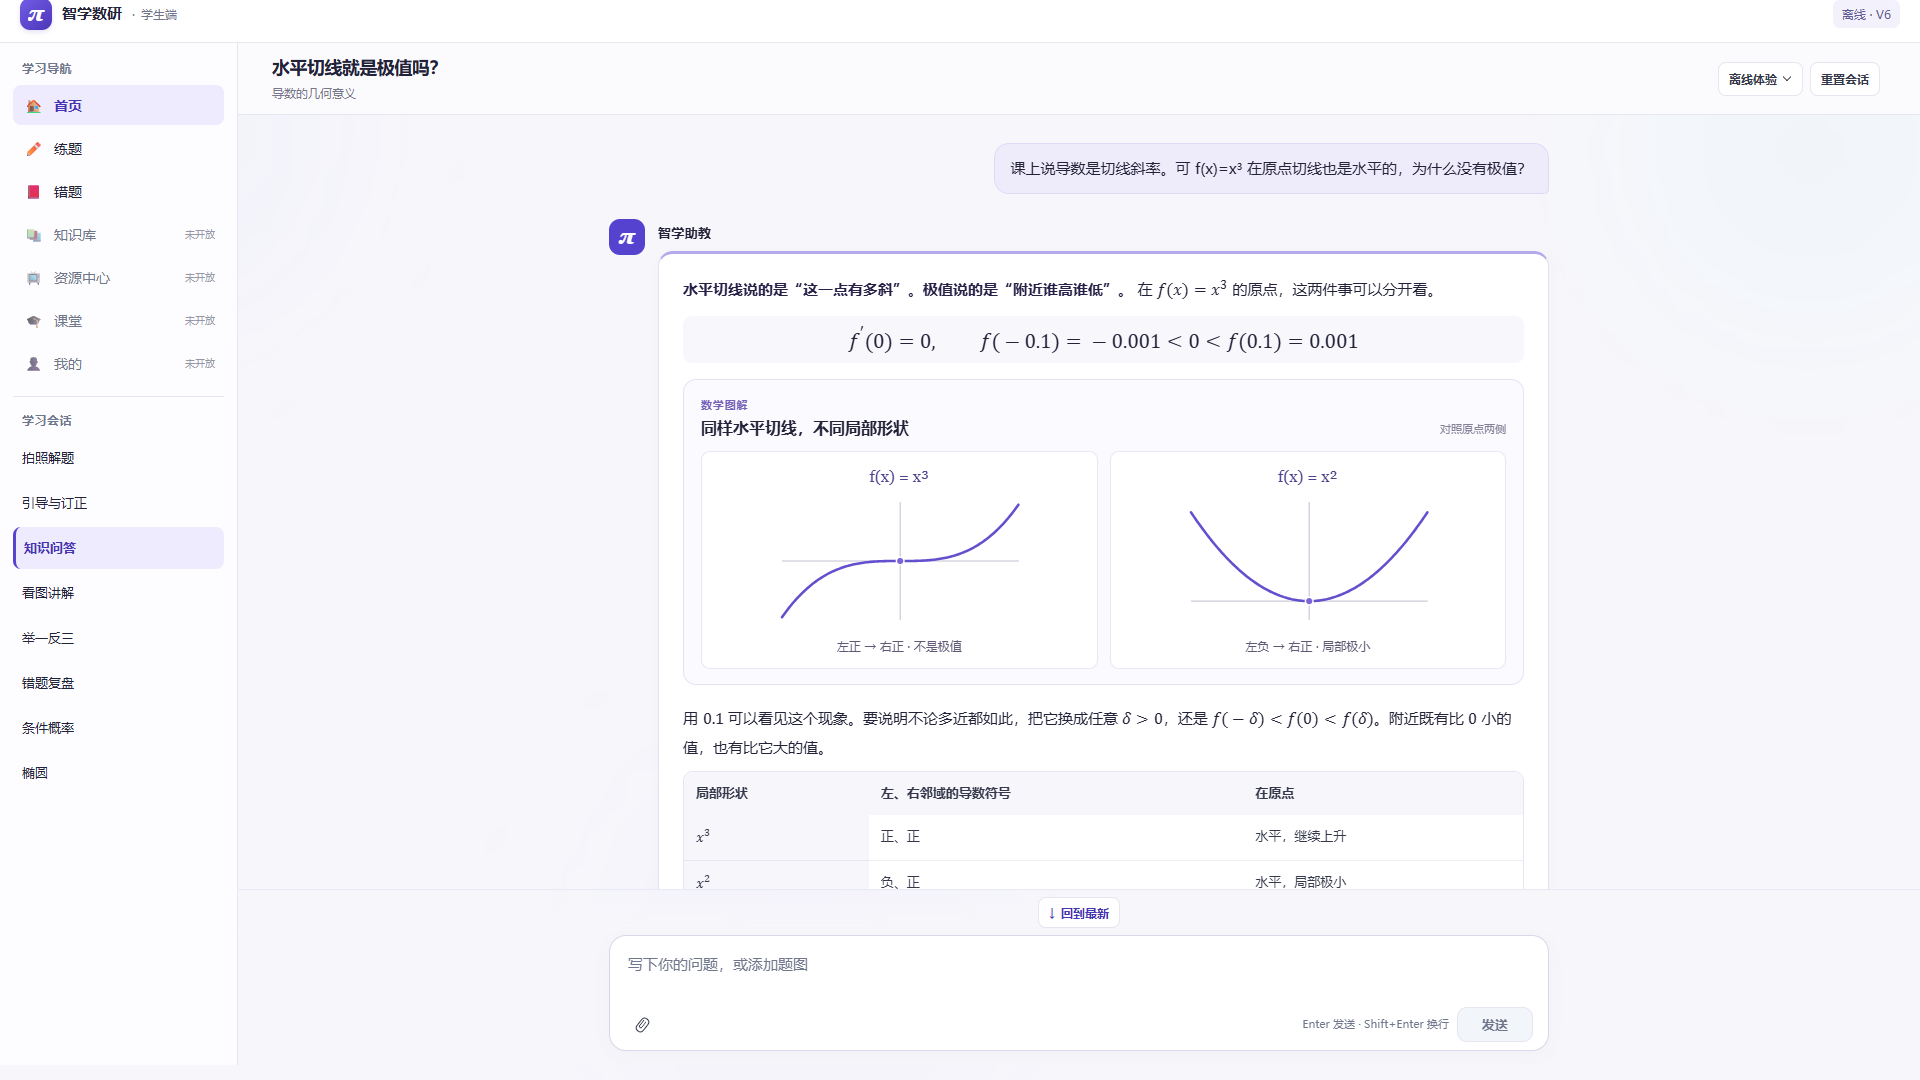 π 智学数研 · 学生端
离线 · V6
学习导航
首页
练题
错题
知识库 未开放
资源中心 未开放
课堂 未开放
我的 未开放
学习会话
拍照解题
引导与订正
知识问答
看图讲解
举一反三
错题复盘
条件概率
椭圆
水平切线就是极值吗？
导数的几何意义
离线体验
重置会话
课上说导数是切线斜率。可 f(x)=x³ 在原点切线也是水平的，为什么没有极值？
π 智学助教
水平切线说的是“这一点有多斜”。极值说的是“附近谁高谁低”。 在 f(x) = x³ 的原点，这两件事可以分开看。
f′(0) = 0, f(−0.1) = −0.001 < 0 < f(0.1) = 0.001
数学图解
同样水平切线，不同局部形状
对照原点两侧
f(x) = x³
左正 → 右正 · 不是极值
f(x) = x²
左负 → 右正 · 局部极小
用 0.1 可以看见这个现象。要说明不论多近都如此，把它换成任意 δ > 0，还是 f(−δ) < f(0) < f(δ)。附近既有比 0 小的
值，也有比它大的值。
局部形状 左、右邻域的导数符号 在原点
x³ 正、正 水平，继续上升
x² 负、正 水平，局部极小
↓ 回到最新
写下你的问题，或添加题图
Enter 发送 · Shift+Enter 换行
发送